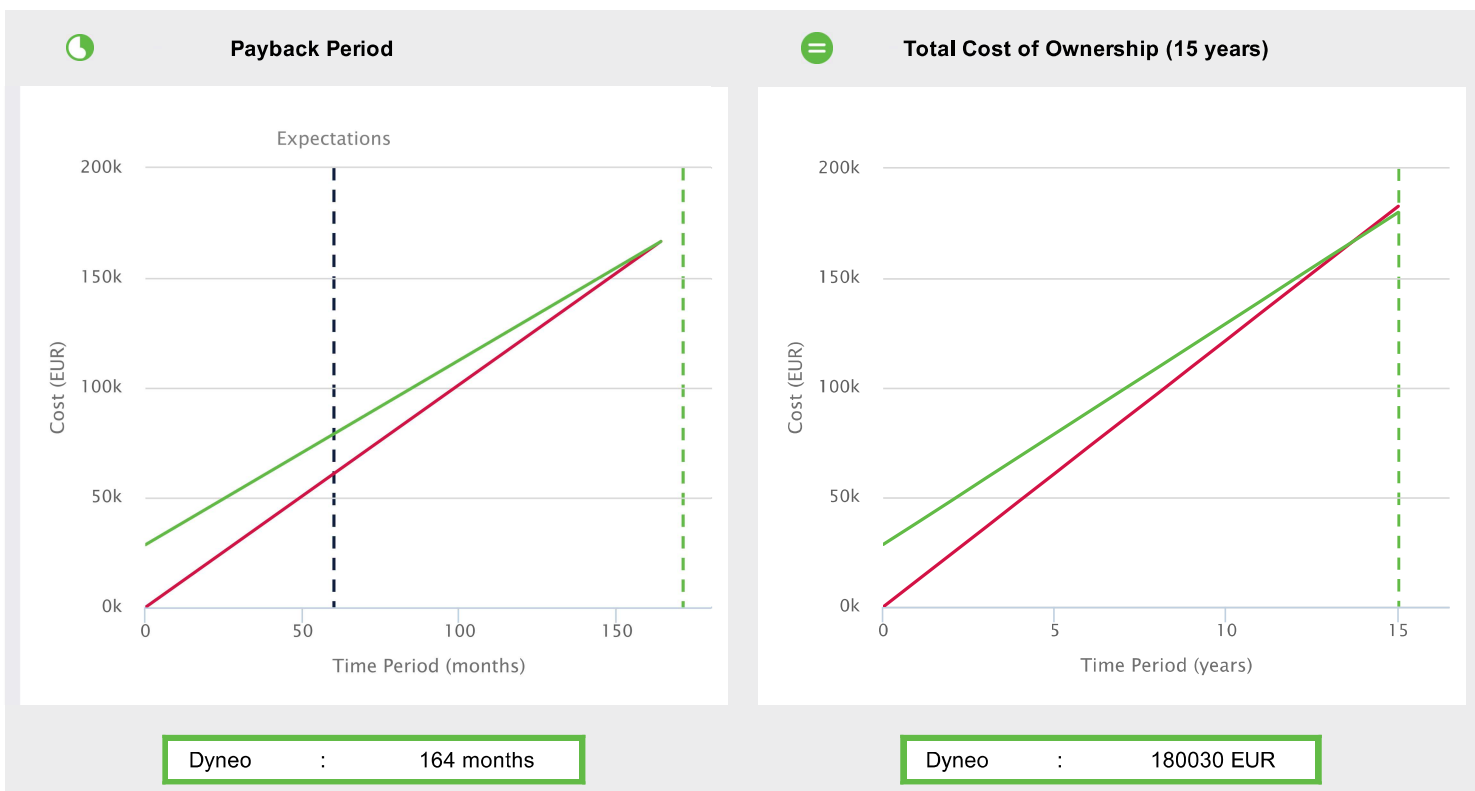 Payback Period
Expectations
200k
150k
100k
50k
0k
Cost (EUR)
0 50 100 150
Time Period (months)
Dyneo : 164 months
Total Cost of Ownership (15 years)
200k
150k
100k
50k
0k
Cost (EUR)
0 5 10 15
Time Period (years)
Dyneo : 180030 EUR